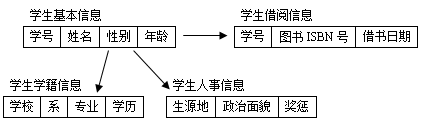 学生基本信息
学号 姓名 性别 年龄
学生借阅信息
学号 图书 ISBN 号 借书日期
学生学籍信息
学校 系 专业 学历
学生人事信息
生源地 政治面貌 奖惩